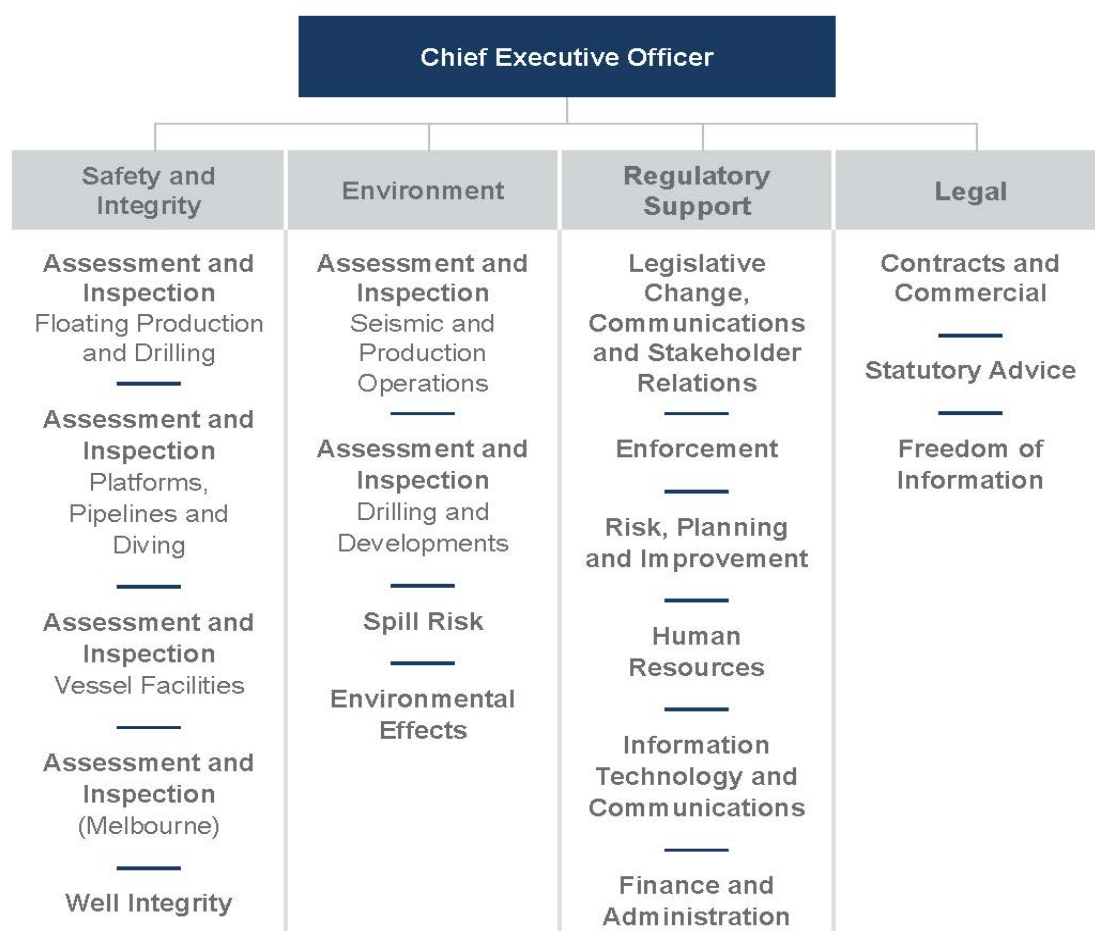 Chief Executive Officer
Safety and
Integrity
Assessment and
Inspection
Floating Production
and Drilling
Assessment and
Inspection
Platforms,
Pipelines and
Diving
Assessment and
Inspection
Vessel Facilities
Assessment and
Inspection
(Melbourne)
Well Integrity
Environment
Assessment and
Inspection
Seismic and
Production
Operations
Assessment and
Inspection
Drilling and
Developments
Spill Risk
Environmental
Effects
Regulatory
Support
Legislative
Change,
Communications
and Stakeholder
Relations
Enforcement
Risk, Planning
and Improvement
Human
Resources
Information
Technology and
Communications
Finance and
Administration
Legal
Contracts and
Commercial
Statutory Advice
Freedom of
Information